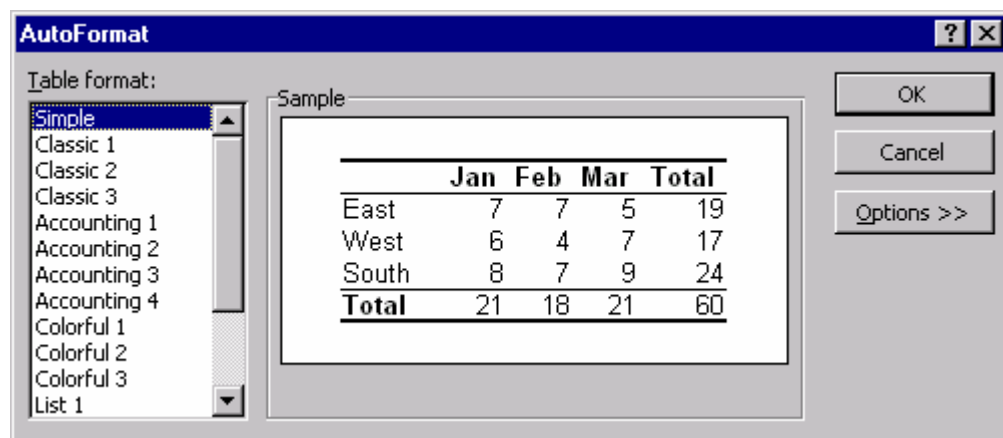 AutoFormat
Table format:
Simple
Classic 1
Classic 2
Classic 3
Accounting 1
Accounting 2
Accounting 3
Accounting 4
Colorful 1
Colorful 2
Colorful 3
List 1
Sample
Jan Feb Mar Total
East 7 7 5 19
West 6 4 7 17
South 8 7 9 24
Total 21 18 21 60
OK
Cancel
Options >>